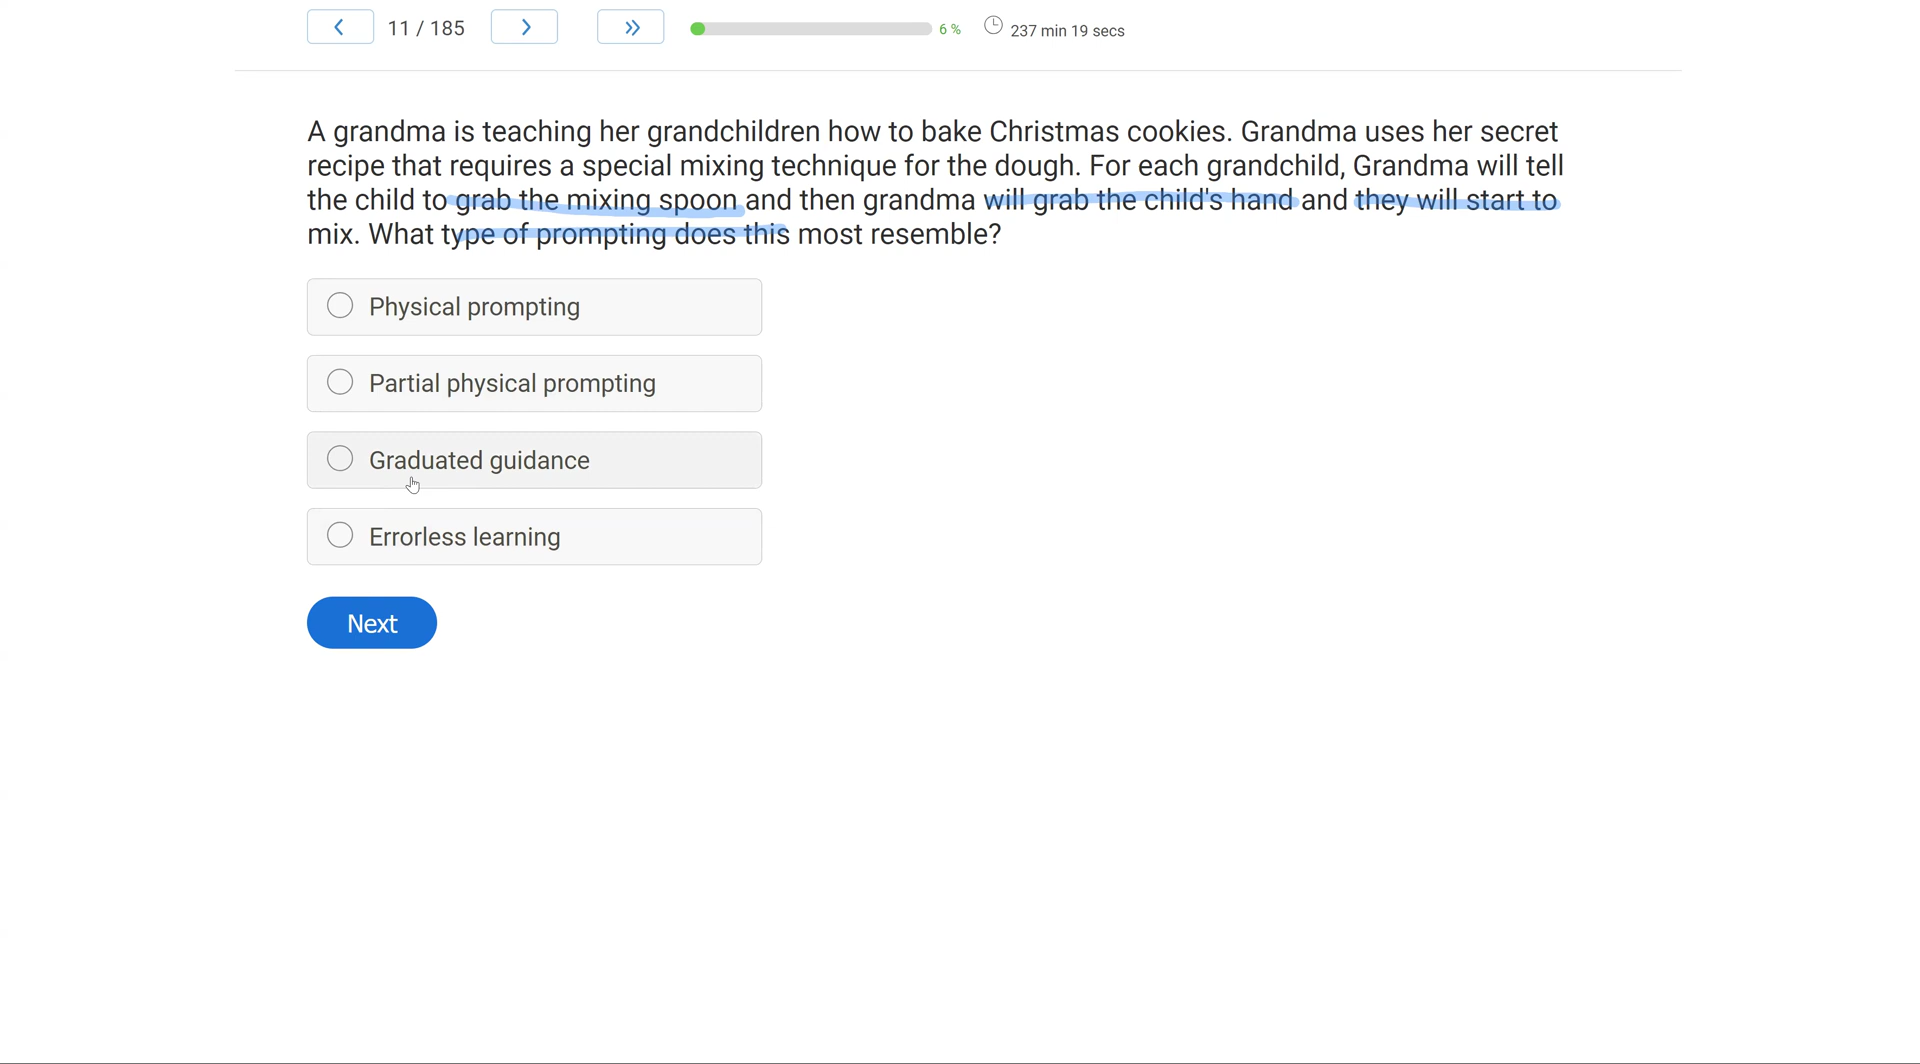 11 / 185
6 %
237 min 19 secs
A grandma is teaching her grandchildren how to bake Christmas cookies. Grandma uses her secret
recipe that requires a special mixing technique for the dough. For each grandchild, Grandma will tell
the child to grab the mixing spoon and then grandma will grab the child's hand and they will start to
mix. What type of prompting does this most resemble?
Physical prompting
Partial physical prompting
Graduated guidance
Errorless learning
Next